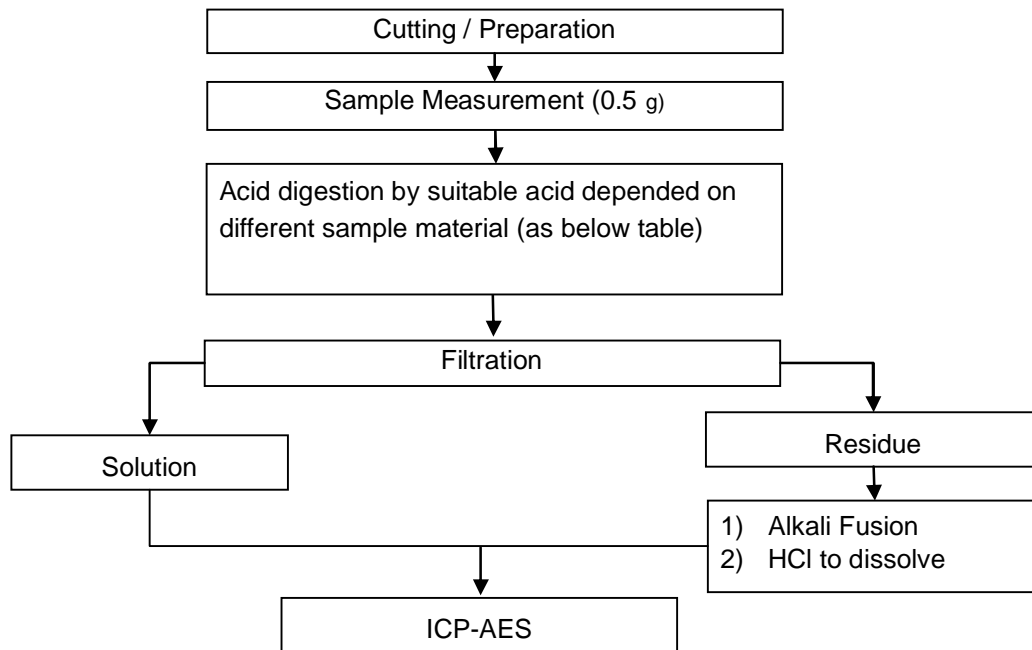 Cutting / Preparation
Sample Measurement (0.5 g)
Acid digestion by suitable acid depended on
different sample material (as below table)
Filtration
Solution
Residue
1) Alkali Fusion
2) HCl to dissolve
ICP-AES